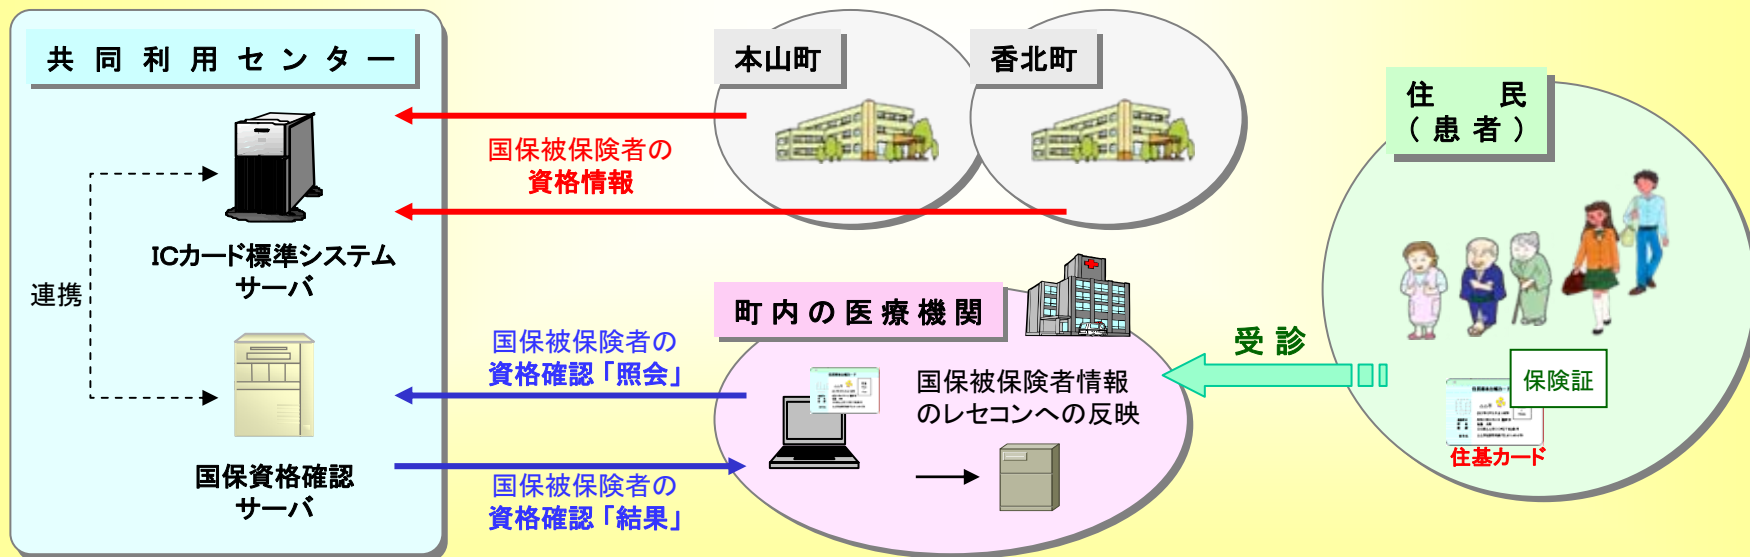 共同利用センター
ICカード標準システム
サーバ
連携
国保資格確認
サーバ
本山町
香北町
国保被保険者の
資格情報
国保被保険者の
資格確認「照会」
国保被保険者の
資格確認「結果」
町内の医療機関
国保被保険者情報
のレセコンへの反映
受診
住民
(患者)
保険証
住基カード